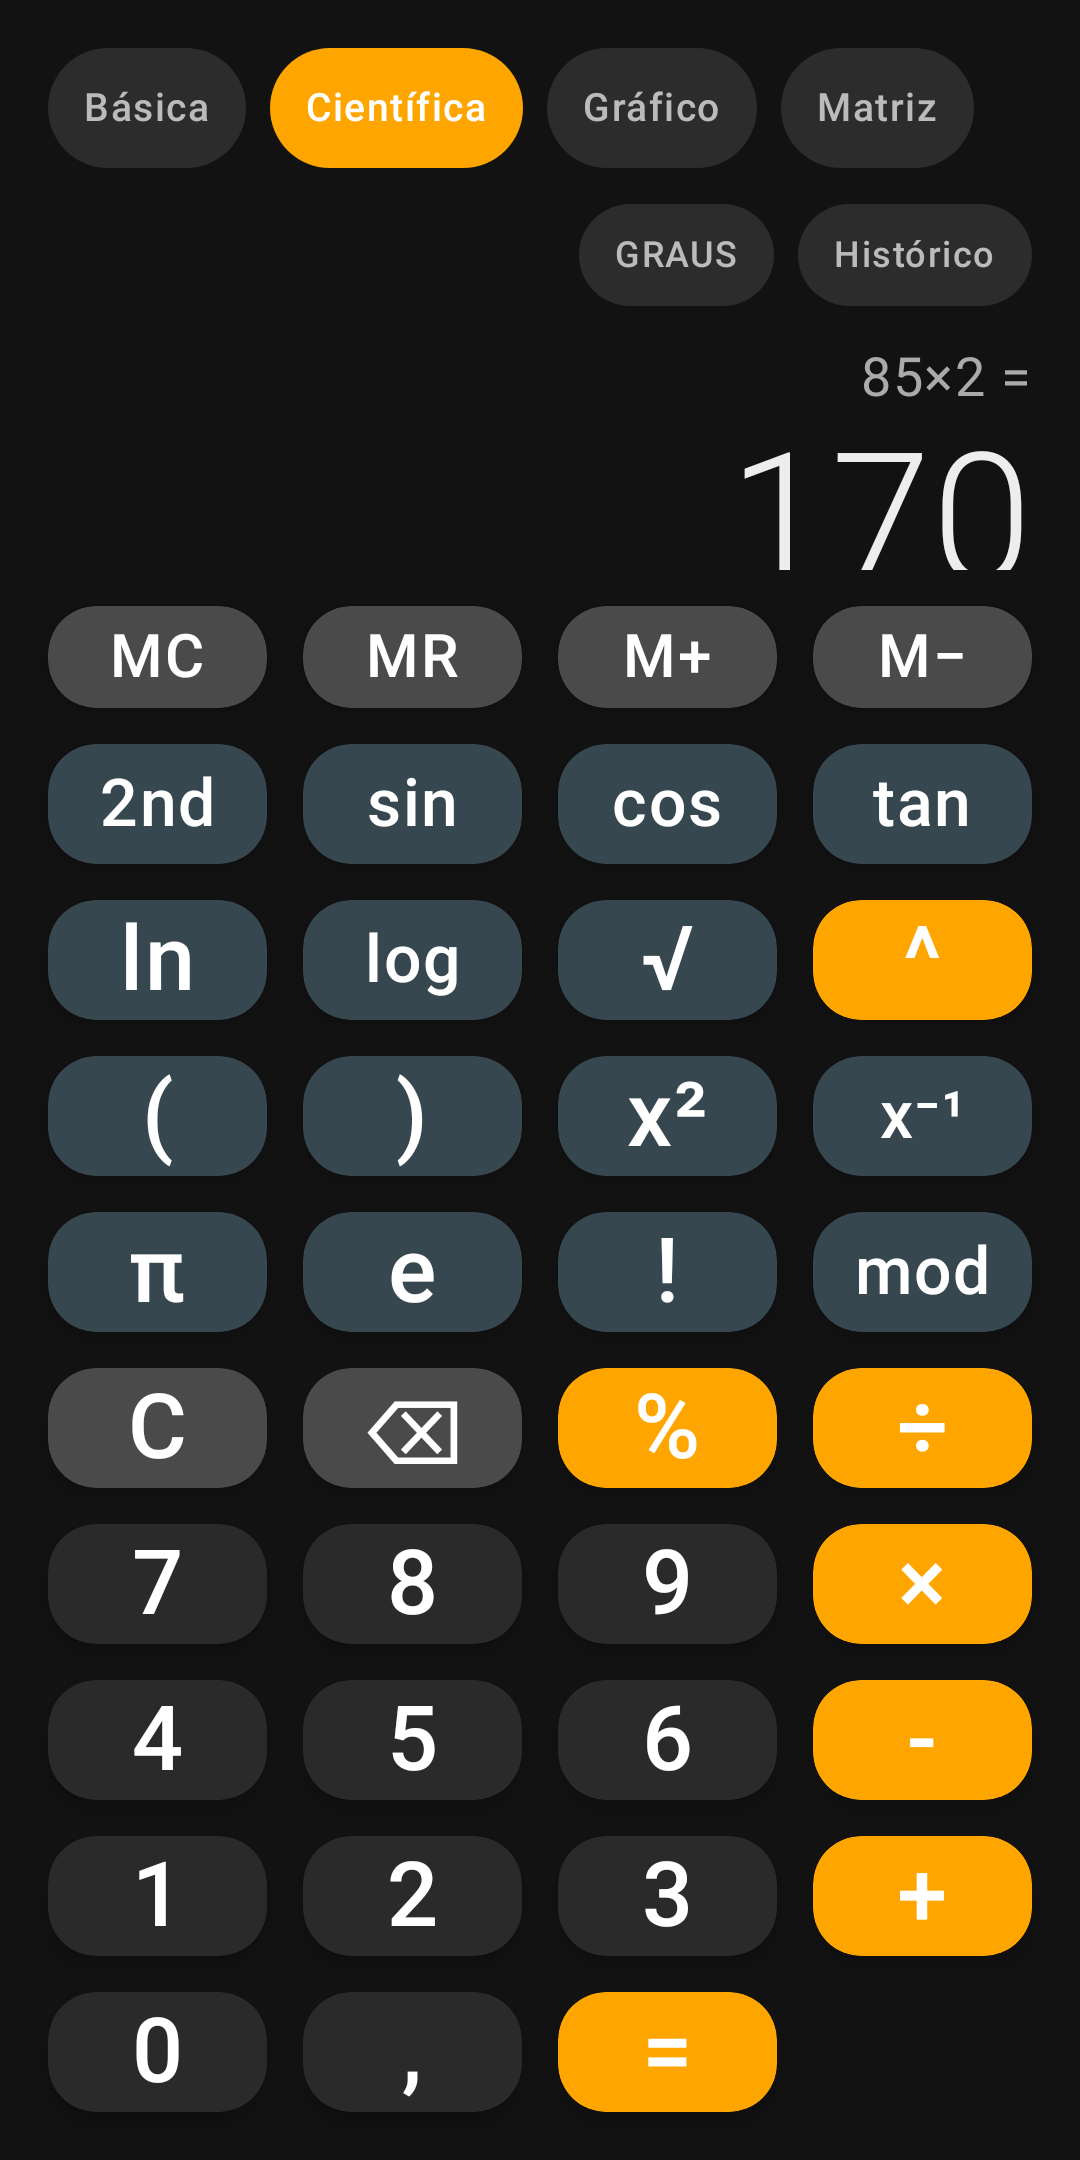 Básica Científica Gráfico Matriz
GRAUS Histórico
85×2 =
170
MC MR M+ M−
2nd sin cos tan
ln log √ ^
( ) x² x⁻¹
π e ! mod
C ⌫ % ÷
7 8 9 ×
4 5 6 -
1 2 3 +
0 , =